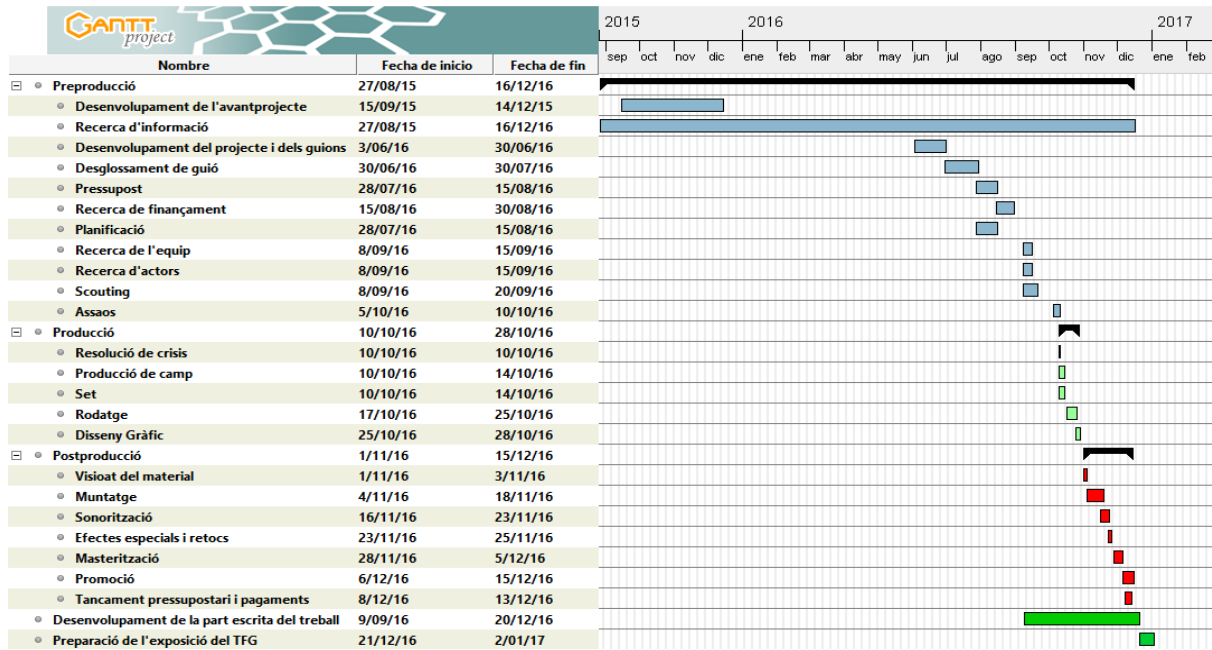 GANTT
project
2015 2016 2017
sep oct nov dic ene feb mar abr may jun jul ago sep oct nov dic ene feb
Nombre Fecha de inicio Fecha de fin
Preproducció 27/08/15 16/12/16
Desenvolupament de l'avantprojecte 15/09/15 14/12/15
Recerca d'informació 27/08/15 16/12/16
Desenvolupament del projecte i dels guions 3/06/16 30/06/16
Desglossament de guió 30/06/16 30/07/16
Pressupost 28/07/16 15/08/16
Recerca de finançament 15/08/16 30/08/16
Planificació 28/07/16 15/08/16
Recerca de l'equip 8/09/16 15/09/16
Recerca d'actors 8/09/16 15/09/16
Scouting 8/09/16 20/09/16
Assaos 5/10/16 10/10/16
Producció 10/10/16 28/10/16
Resolució de crisis 10/10/16 10/10/16
Producció de camp 10/10/16 14/10/16
Set 10/10/16 14/10/16
Rodatge 17/10/16 25/10/16
Disseny Gràfic 25/10/16 28/10/16
Postproducció 1/11/16 15/12/16
Visioat del material 1/11/16 3/11/16
Muntatge 4/11/16 18/11/16
Sonorització 16/11/16 23/11/16
Efectes especials i retocs 23/11/16 25/11/16
Masterització 28/11/16 5/12/16
Promoció 6/12/16 15/12/16
Tancament pressupostari i pagaments 8/12/16 13/12/16
Desenvolupament de la part escrita del treball 9/09/16 20/12/16
Preparació de l'exposició del TFG 21/12/16 2/01/17